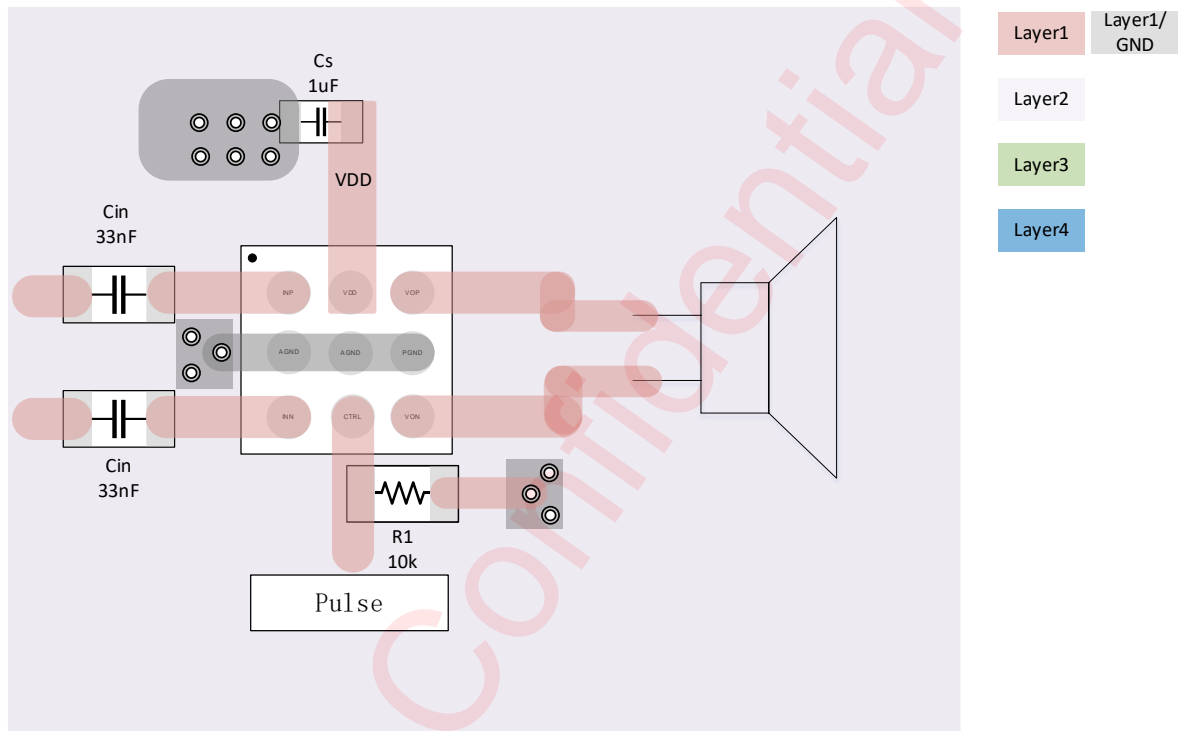 Cs
1uF
VDD
Cin
33nF
INP
VDD
VOP
AGND
AGND
PGND
INN
CTRL
VON
Cin
33nF
R1
10k
Pulse
Layer1
Layer1/
GND
Layer2
Layer3
Layer4
Confidential